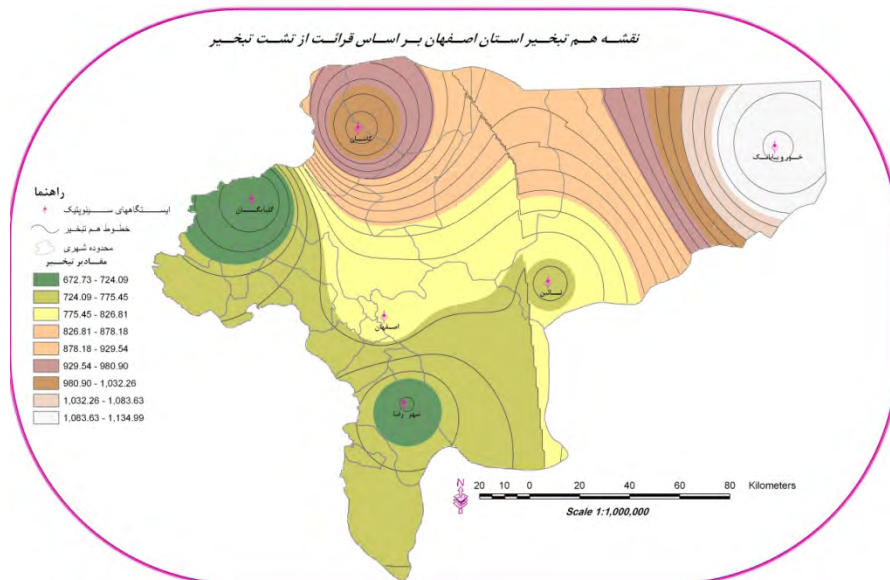 نقشه هم تبخیر استان اصفهان بر اساس قرائت از تشت تبخیر
کاشان
خور و بیابانک
گلپایگان
نائین
اصفهان
شهر رضا
راهنما
ایستگاههای سینوپتیک
خطوط هم تبخیر
محدوده شهری
مقادیر تبخیر
672.73 - 724.09
724.09 - 775.45
775.45 - 826.81
826.81 - 878.18
878.18 - 929.54
929.54 - 980.90
980.90 - 1,032.26
1,032.26 - 1,083.63
1,083.63 - 1,134.99
N
20 10 0 20 40 60 80 Kilometers
Scale 1:1,000,000